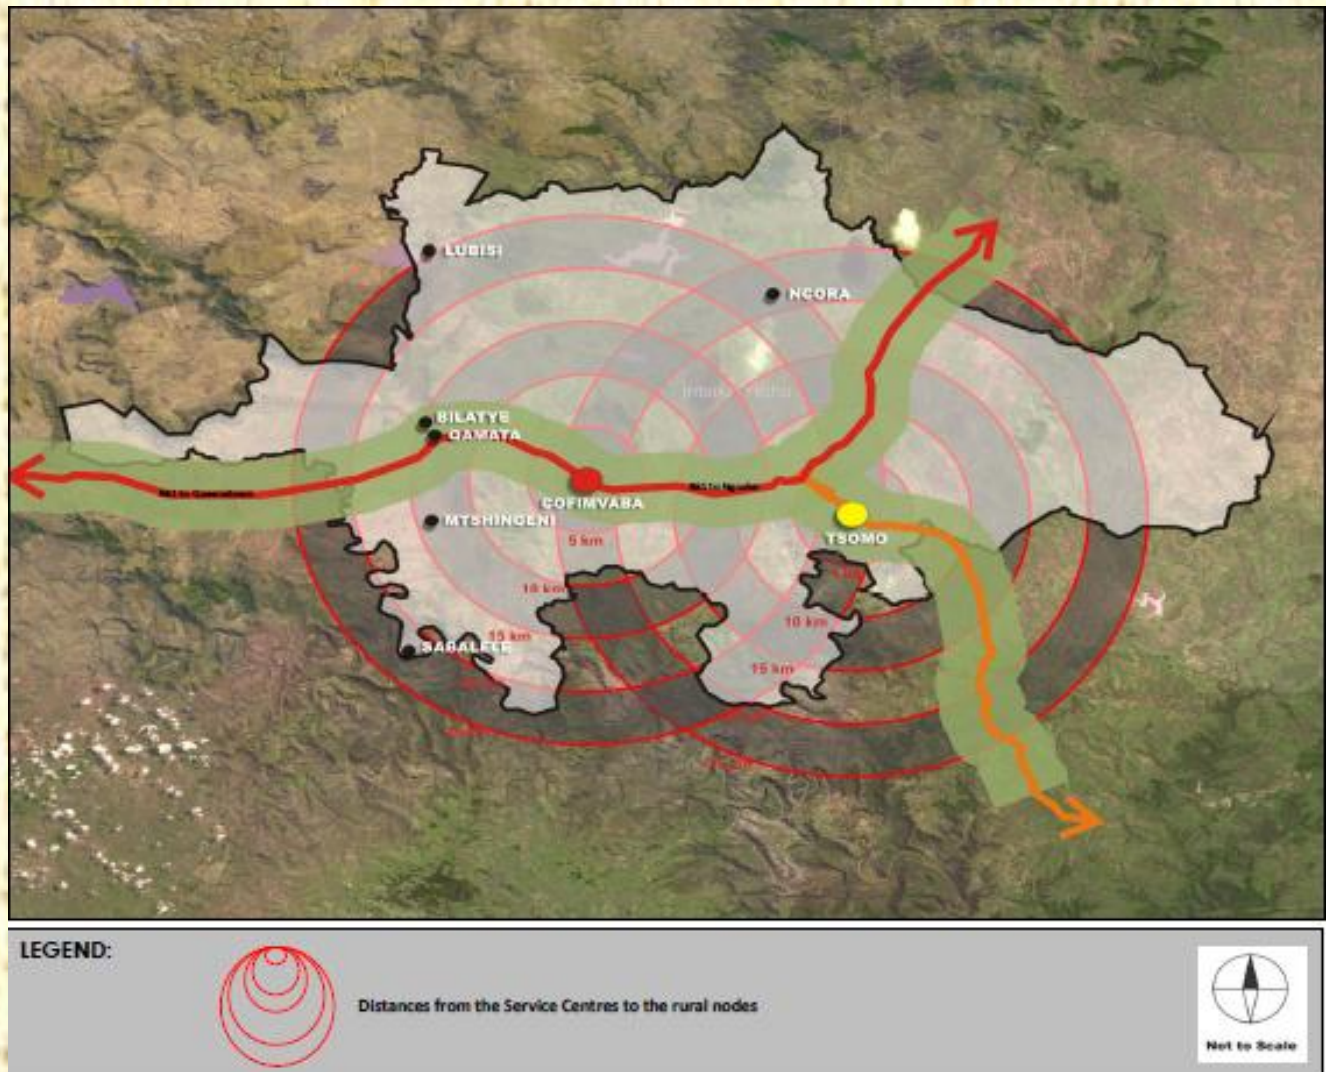 LUBISI
NCORA
BILATYE
QAMATA
COFIMVABA
MTSHINGENI
TSOMO
5 km
10 km
10 km
15 km
SABALELE
15 km
LEGEND:
Distances from the Service Centres to the rural nodes
Not to Scale